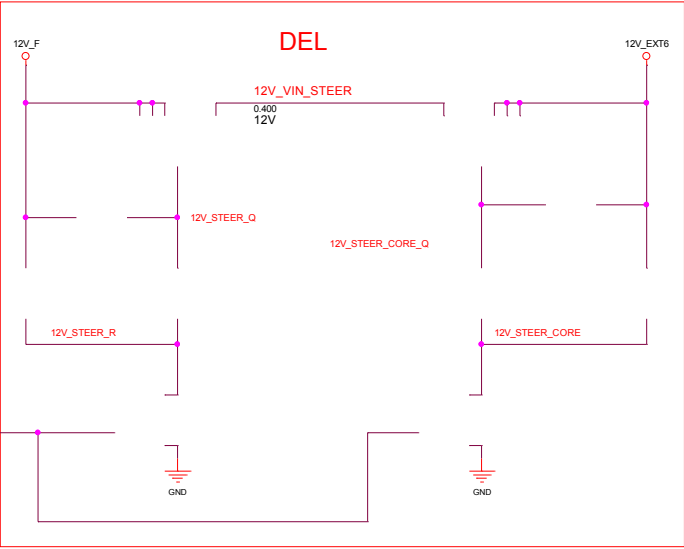 DEL
12V_F
12V_EXT6
12V_VIN_STEER
0.400
12V
12V_STEER_Q
12V_STEER_CORE_Q
12V_STEER_R
12V_STEER_CORE
GND
GND